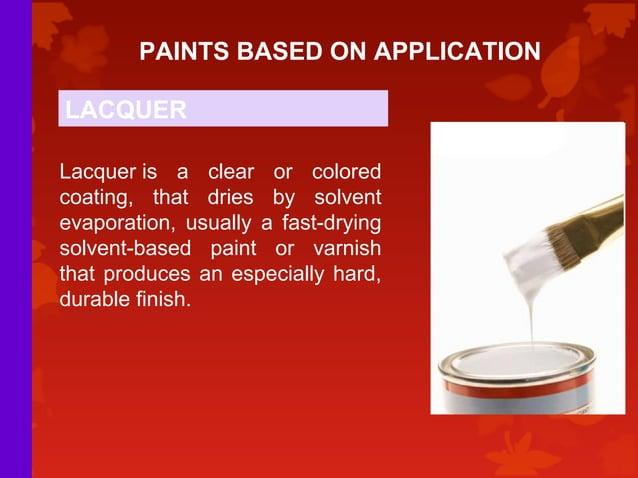 PAINTS BASED ON APPLICATION
LACQUER
Lacquer is a clear or colored
coating, that dries by solvent
evaporation, usually a fast-drying
solvent-based paint or varnish
that produces an especially hard,
durable finish.